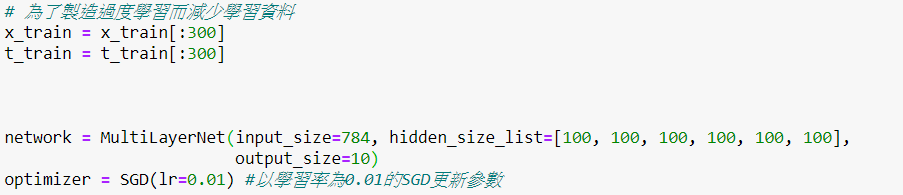 # 為了製造過度學習而減少學習資料
x_train = x_train[:300]
t_train = t_train[:300]
network = MultiLayerNet(input_size=784, hidden_size_list=[100, 100, 100, 100, 100, 100],
output_size=10)
optimizer = SGD(lr=0.01) #以學習率為0.01的SGD更新參數